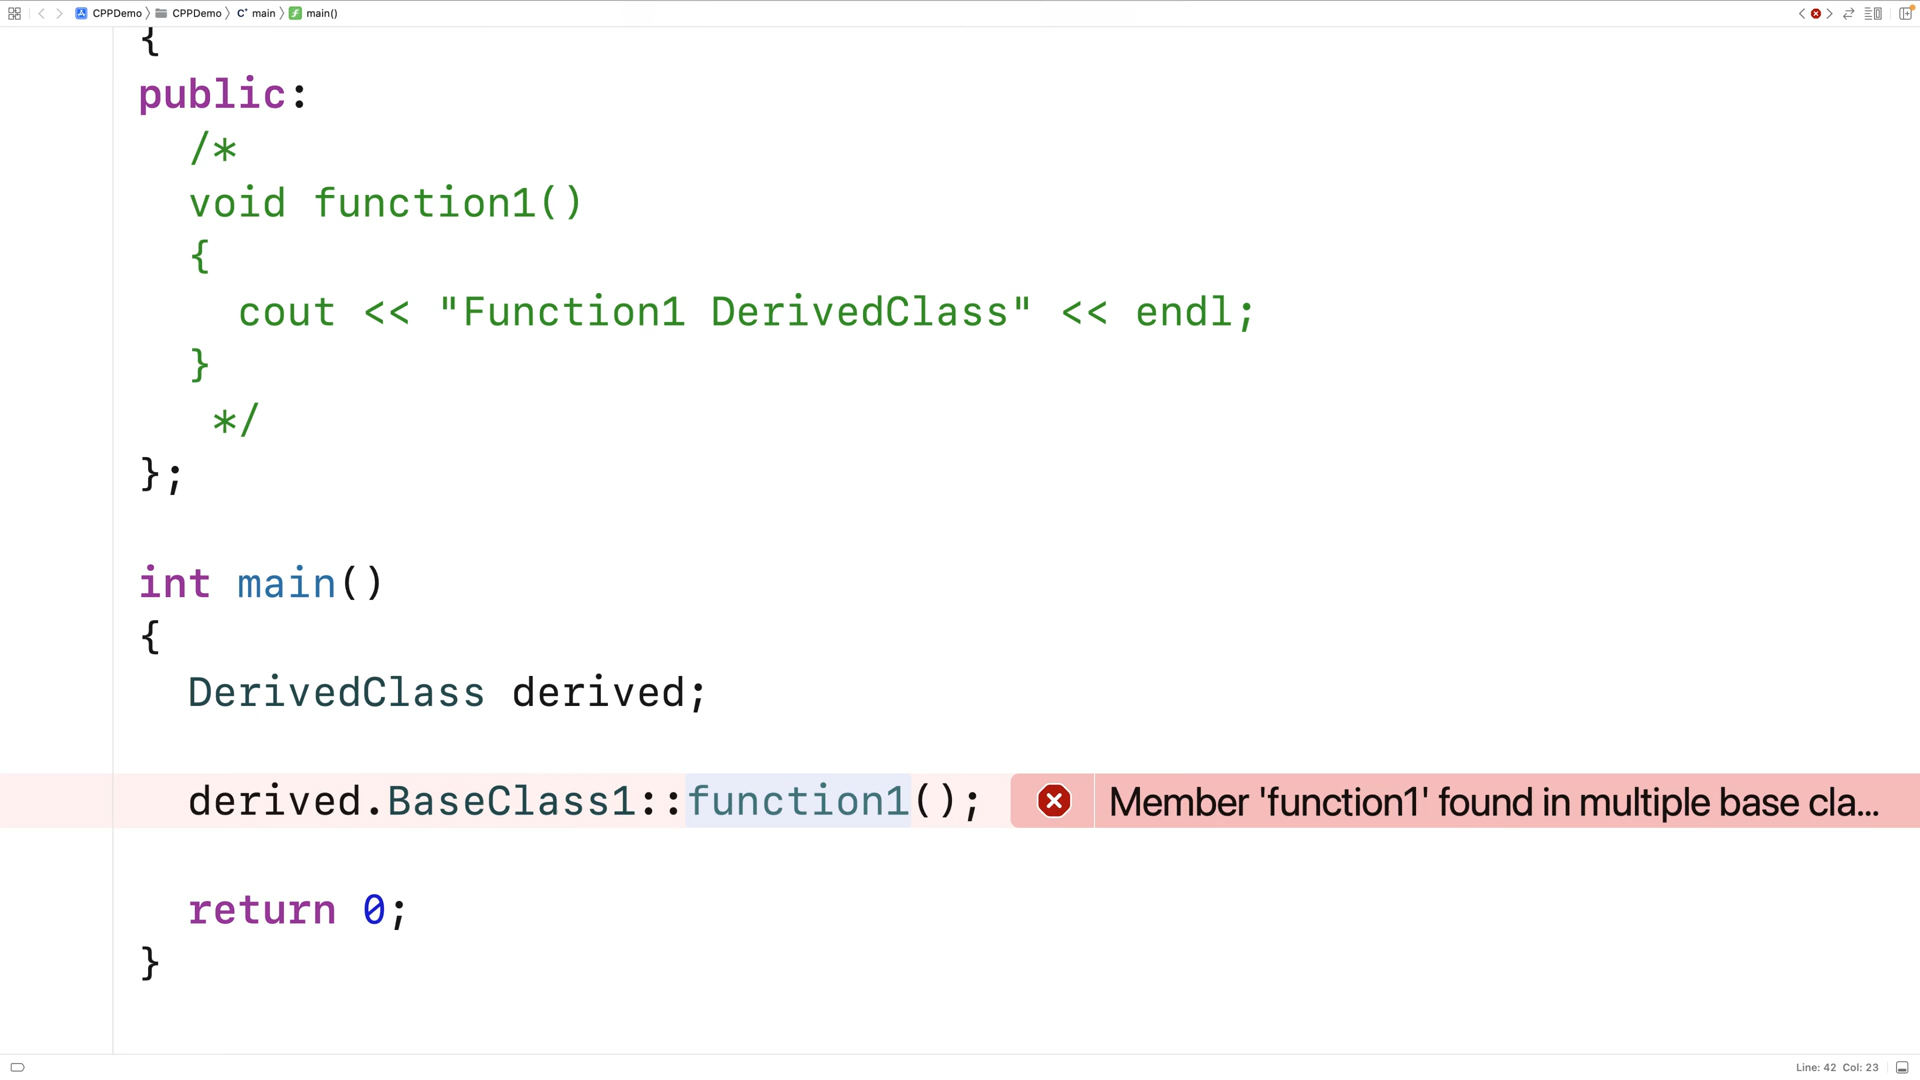 CPPDemo CPPDemo C+ main f main()
{
public:
/*
void function1()
{
cout << "Function1 DerivedClass" << endl;
}
*/
};
int main()
{
DerivedClass derived;
derived.BaseClass1::function1(); Member 'function1' found in multiple base cla...
return 0;
}
Line: 42 Col: 23